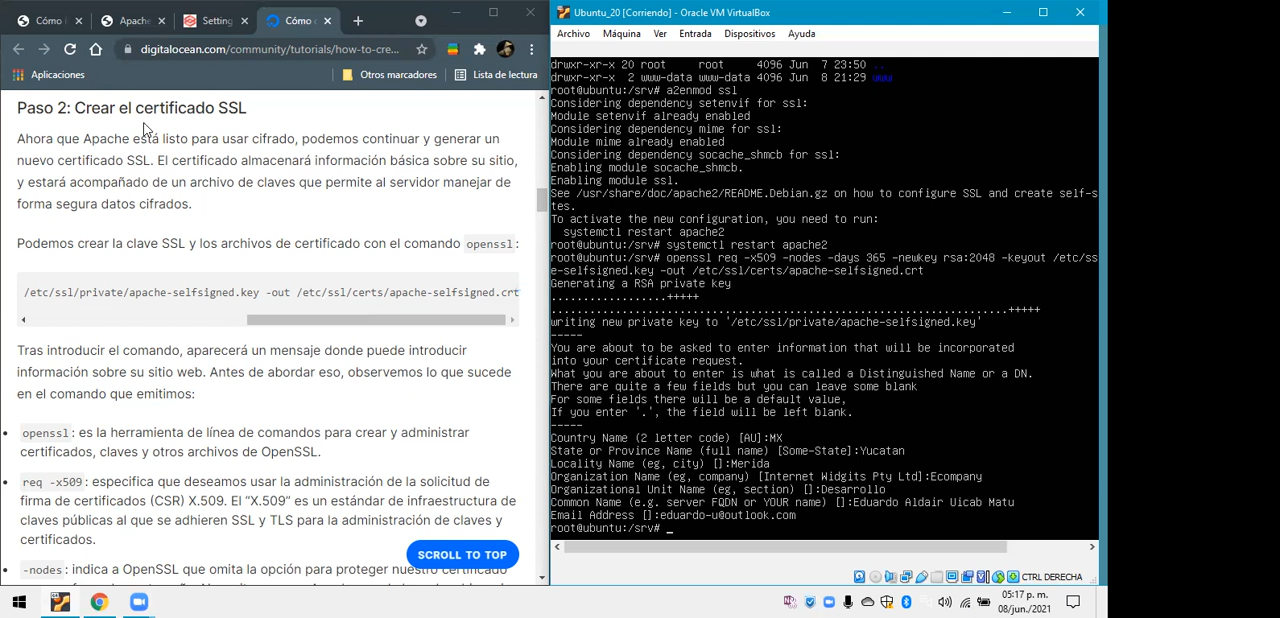 Cómo i
Apache
Setting
Cómo c
digitalocean.com/community/tutorials/how-to-cre...
Aplicaciones
Otros marcadores
Lista de lectura
Paso 2: Crear el certificado SSL
Ahora que Apache está listo para usar cifrado, podemos continuar y generar un
nuevo certificado SSL. El certificado almacenará información básica sobre su sitio,
y estará acompañado de un archivo de claves que permite al servidor manejar de
forma segura datos cifrados.
Podemos crear la clave SSL y los archivos de certificado con el comando openssl:
/etc/ssl/private/apache-selfsigned.key -out /etc/ssl/certs/apache-selfsigned.crt
Tras introducir el comando, aparecerá un mensaje donde puede introducir
información sobre su sitio web. Antes de abordar eso, observemos lo que sucede
en el comando que emitimos:
openssl: es la herramienta de línea de comandos para crear y administrar
certificados, claves y otros archivos de OpenSSL.
req -x509: especifica que deseamos usar la administración de la solicitud de
firma de certificados (CS9) X.509. El “X.509” es un estándar de infraestructura de
claves públicas al que se adhieren SSL y TLS para la administración de claves y
certificados.
-nodes: indica a OpenSSL que omita la opción para proteger nuestro certificado
SCROLL TO TOP
Ubuntu_20 [Corriendo] - Oracle VM VirtualBox
Archivo Máquina Ver Entrada Dispositivos Ayuda
drwxr-xr-x 20 root root 4096 Jun 7 23:50 ..
drwxr-xr-x 2 www-data www-data 4096 Jun 8 21:29 www
root@ubuntu:/srv# a2enmod ssl
Considering dependency setenvif for ssl:
Module setenvif already enabled
Considering dependency mime for ssl:
Module mime already enabled
Considering dependency socache_shmcb for ssl:
Enabling module socache_shmcb.
Enabling module ssl.
See /usr/share/doc/apache2/README.Debian.gz on how to configure SSL and create self-s
tes.
To activate the new configuration, you need to run:
systemctl restart apache2
root@ubuntu:/srv# systemctl restart apache2
root@ubuntu:/srv# openssl req -x509 -nodes -days 365 -newkey rsa:2048 -keyout /etc/ss
e-selfsigned.key -out /etc/ssl/certs/apache-selfsigned.crt
Generating a RSA private key
..................+++++
........................................................................+++++
writing new private key to '/etc/ssl/private/apache-selfsigned.key'
-----
You are about to be asked to enter information that will be incorporated
into your certificate request.
What you are about to enter is what is called a Distinguished Name or a DN.
There are quite a few fields but you can leave some blank
For some fields there will be a default value,
If you enter '.', the field will be left blank.
-----
Country Name (2 letter code) [AU]:MX
State or Province Name (full name) [Some-State]:Yucatan
Locality Name (eg, city) []:Merida
Organization Name (eg, company) [Internet Widgits Pty Ltd]:Ecompany
Organizational Unit Name (eg, section) []:Desarrollo
Common Name (e.g. server FQDN or YOUR name) []:Eduardo Aldair Uicab Matu
Email Address []:eduardo-u@outlook.com
root@ubuntu:/srv# _
CTRL DERECHA
05:17 p. m.
08/jun./2021